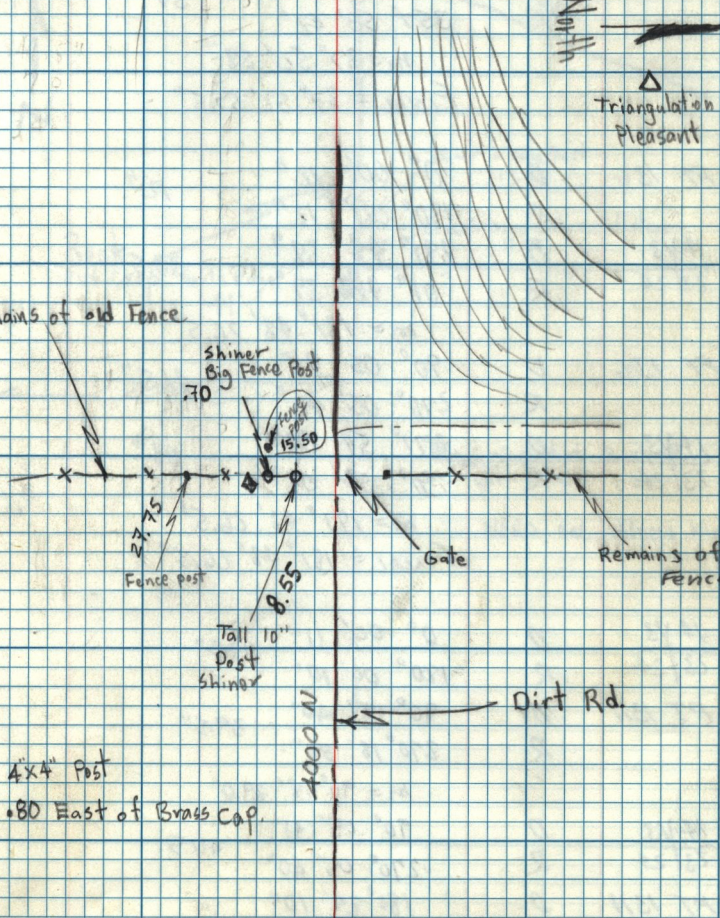 North
Triangulation
Pleasant
ains of old Fence
Shiner
Big Fence Post
.70
Fence
Post
15.50
27.75
Fence post
8.55
Tall 10"
Post
Shiner
Gate
Remains of
Fenc
Dirt Rd.
4000 N
4"x4" Post
.80 East of Brass Cap.